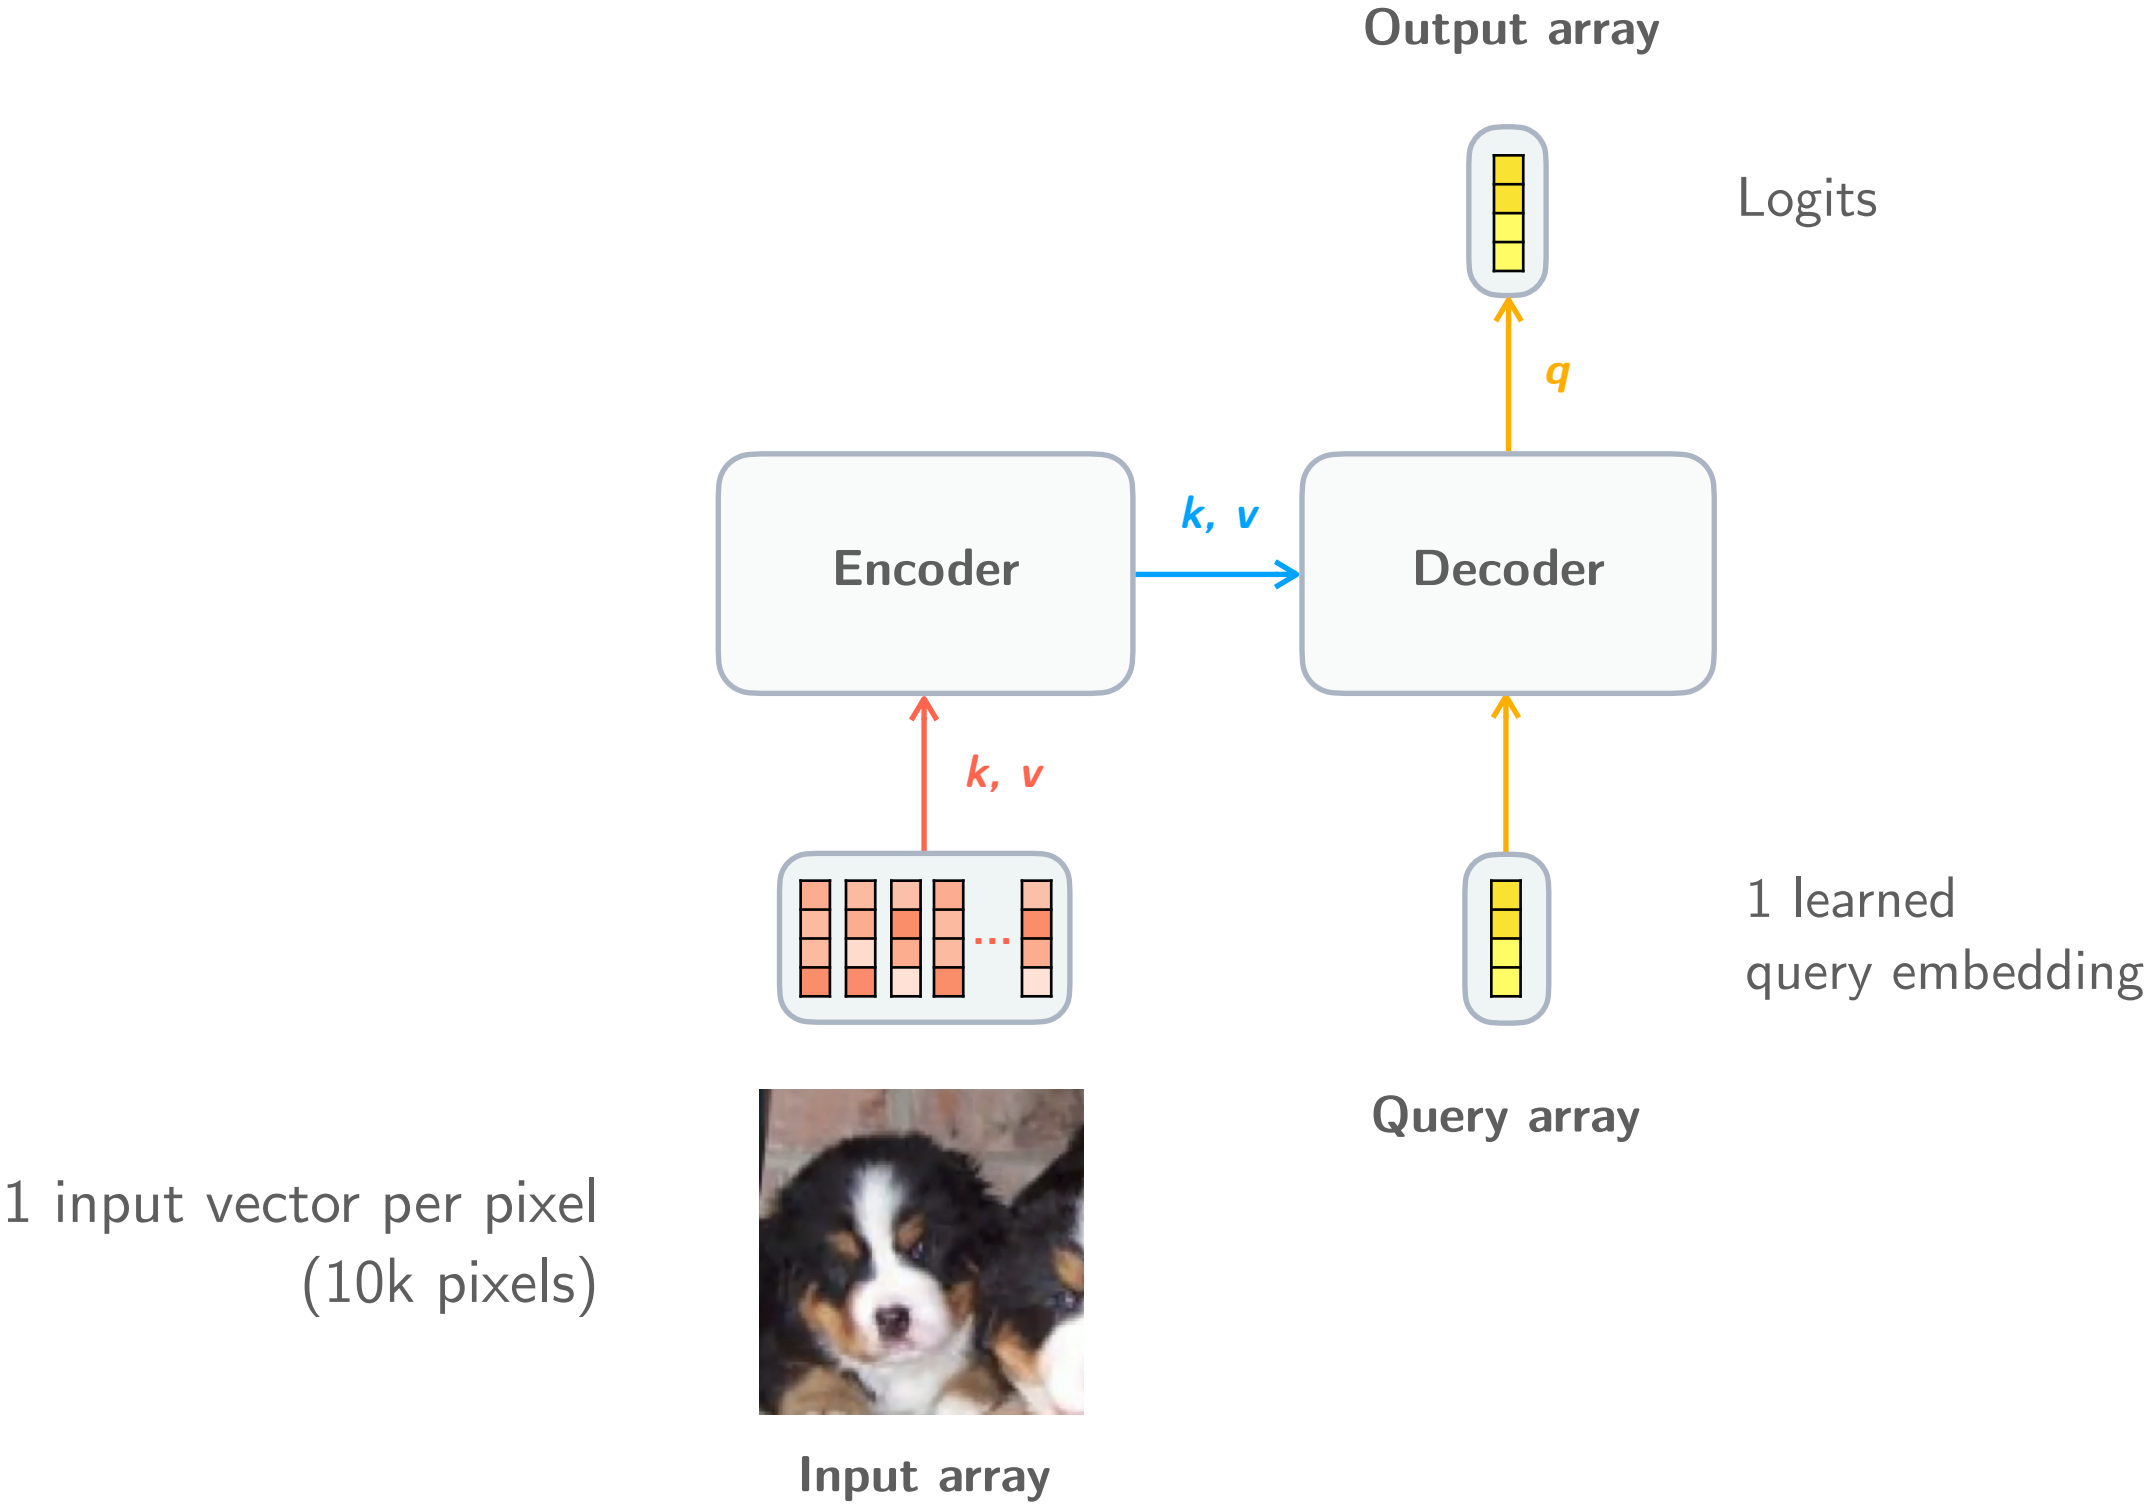 Output array
Logits
q
k, v
Encoder
Decoder
k, v
...
1 learned
query embedding
Query array
1 input vector per pixel
(10k pixels)
Input array